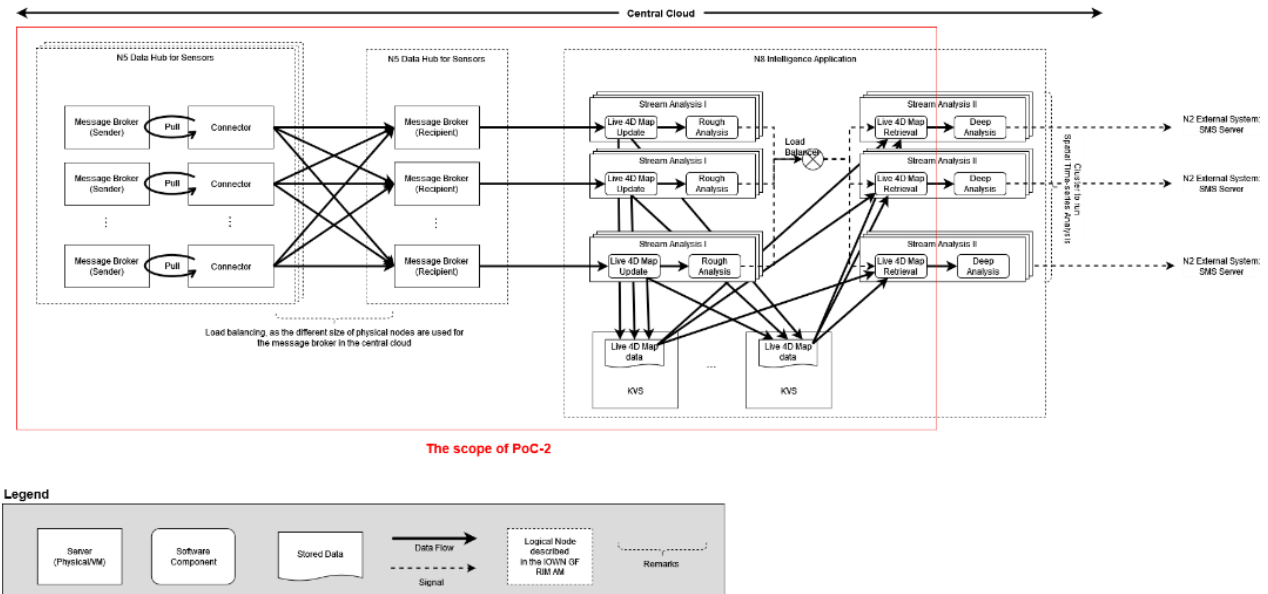 Central Cloud
N5 Data Hub for Sensors
N5 Data Hub for Sensors
N8 Intelligence Application
Message Broker
(Sender)
Pull
Connector
Message Broker
(Recipient)
Stream Analysis I
Live 4D Map
Update
Rough
Analysis
Load
Balancer
Stream Analysis II
Live 4D Map
Retrieval
Deep
Analysis
N2 External System:
SMS Server
Message Broker
(Sender)
Pull
Connector
Message Broker
(Recipient)
Stream Analysis I
Live 4D Map
Update
Rough
Analysis
Stream Analysis II
Live 4D Map
Retrieval
Deep
Analysis
Cluster to run
Spatial Time-series Analysis
N2 External System:
SMS Server
...
...
...
Message Broker
(Sender)
Pull
Connector
Message Broker
(Recipient)
Stream Analysis I
Live 4D Map
Update
Rough
Analysis
Stream Analysis II
Live 4D Map
Retrieval
Deep
Analysis
N2 External System:
SMS Server
Load balancing, as the different size of physical nodes are used for
the message broker in the central cloud
Live 4D Map
data
KVS
...
Live 4D Map
data
KVS
The scope of PoC-2
Legend
Server
(Physical/VM)
Software
Component
Stored Data
Data Flow
Signal
Logical Node
described
in the IOWN GF
RIM AM
Remarks